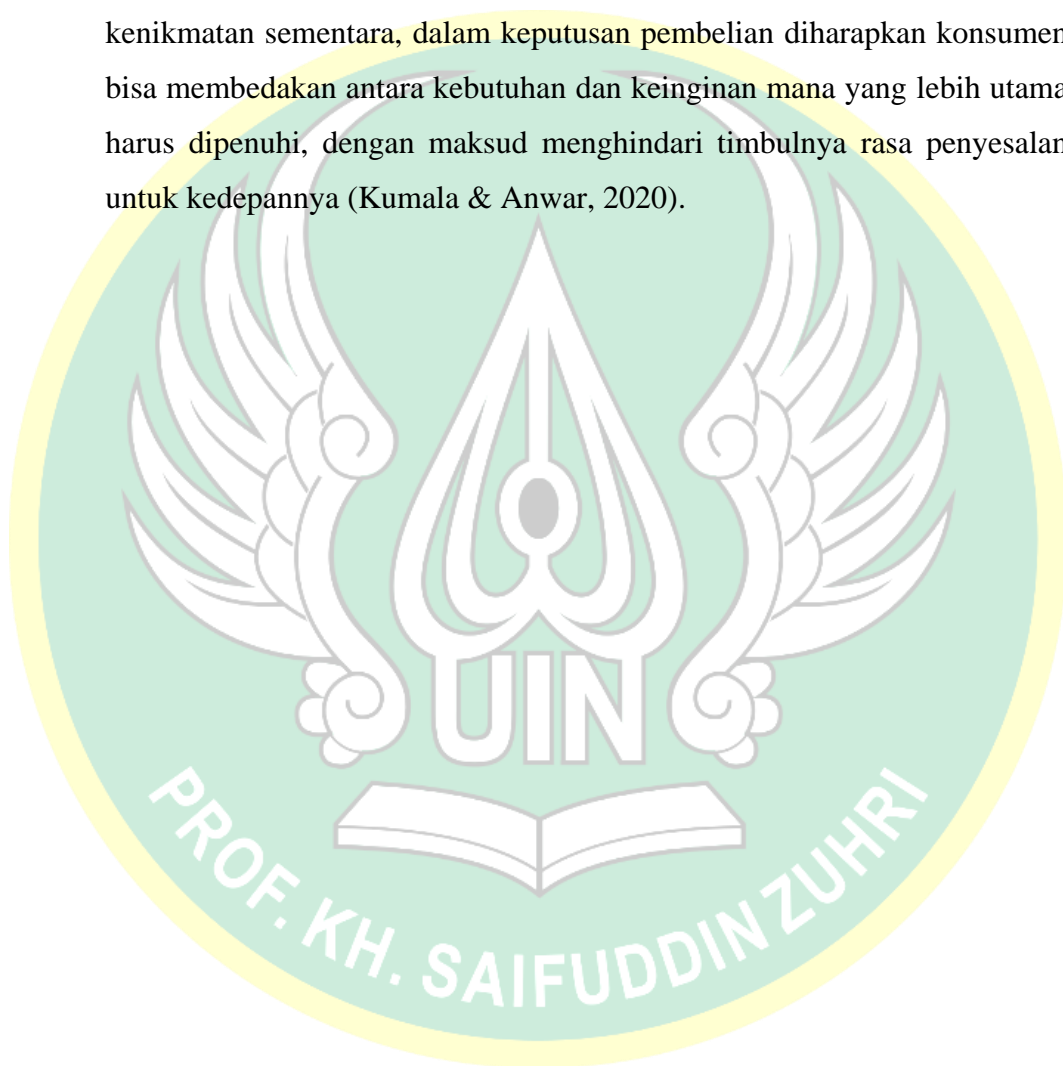 kenikmatan sementara, dalam keputusan pembelian diharapkan konsumen
bisa membedakan antara kebutuhan dan keinginan mana yang lebih utama
harus dipenuhi, dengan maksud menghindari timbulnya rasa penyesalan
untuk kedepannya (Kumala & Anwar, 2020).
UIN
PROF. KH. SAIFUDDIN ZUHRI